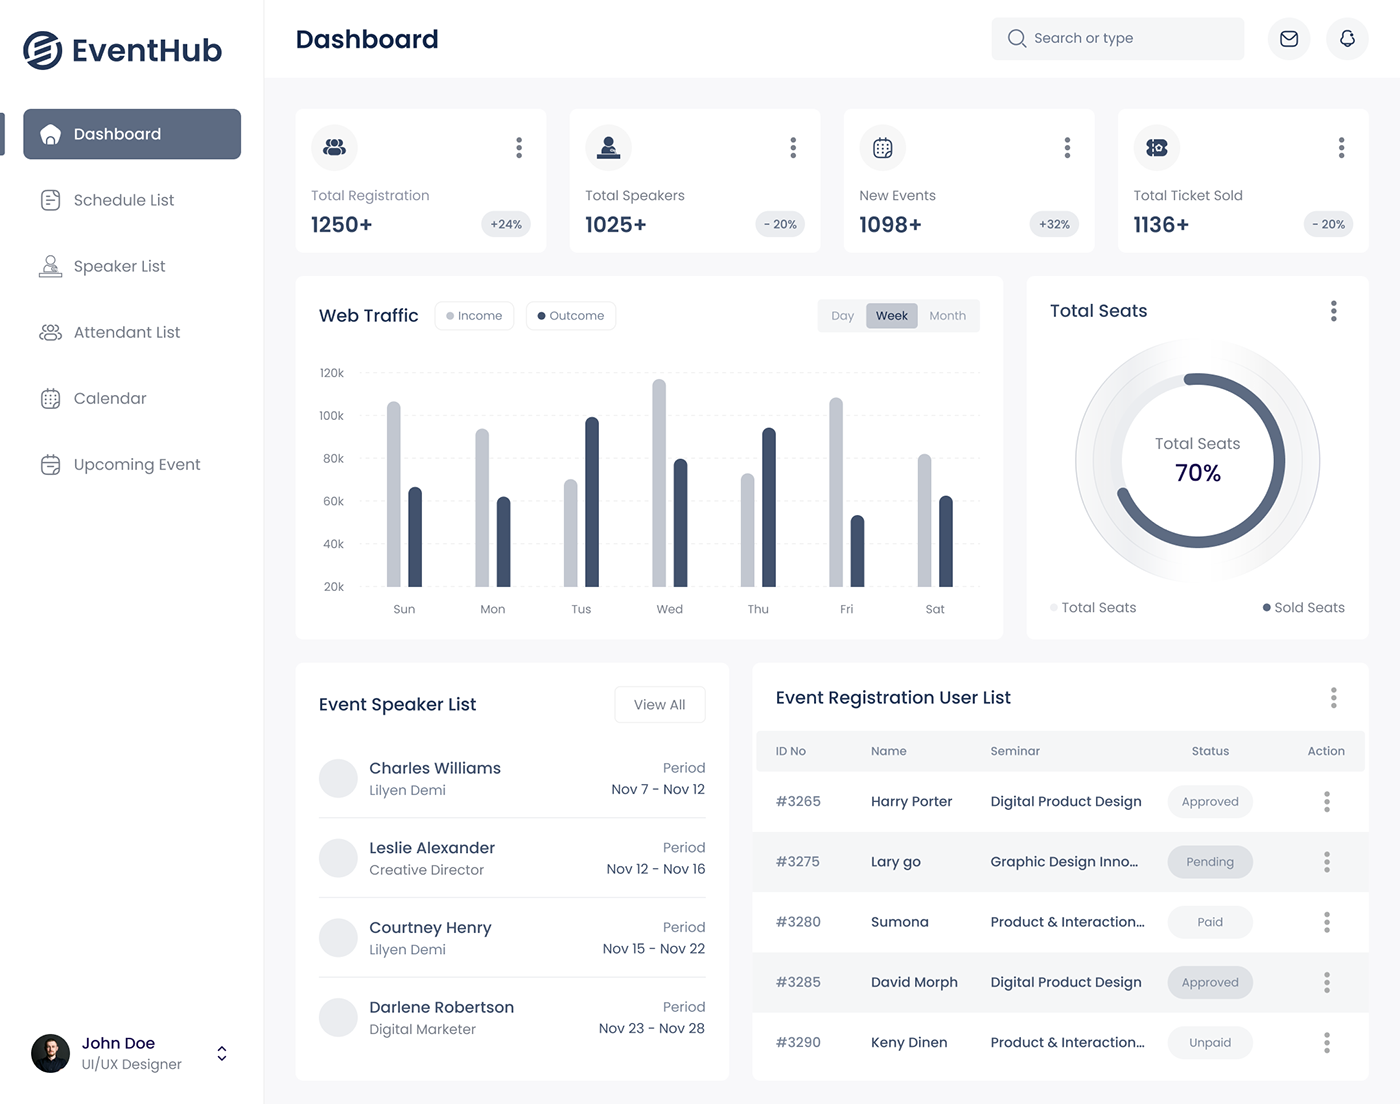 EventHub
Dashboard
Schedule List
Speaker List
Attendant List
Calendar
Upcoming Event
John Doe
UI/UX Designer
Dashboard
Search or type
Total Registration
1250+
+24%
Total Speakers
1025+
- 20%
New Events
1098+
+32%
Total Ticket Sold
1136+
- 20%
Web Traffic
Income
Outcome
Day
Week
Month
120k
100k
80k
60k
40k
20k
Sun
Mon
Tus
Wed
Thu
Fri
Sat
Total Seats
Total Seats
70%
Total Seats
Sold Seats
Event Speaker List
View All
Charles Williams
Lilyen Demi
Period
Nov 7 - Nov 12
Leslie Alexander
Creative Director
Period
Nov 12 - Nov 16
Courtney Henry
Lilyen Demi
Period
Nov 15 - Nov 22
Darlene Robertson
Digital Marketer
Period
Nov 23 - Nov 28
Event Registration User List
ID No Name Seminar Status Action
#3265 Harry Porter Digital Product Design Approved
#3275 Lary go Graphic Design Inno... Pending
#3280 Sumona Product & Interaction... Paid
#3285 David Morph Digital Product Design Approved
#3290 Keny Dinen Product & Interaction... Unpaid